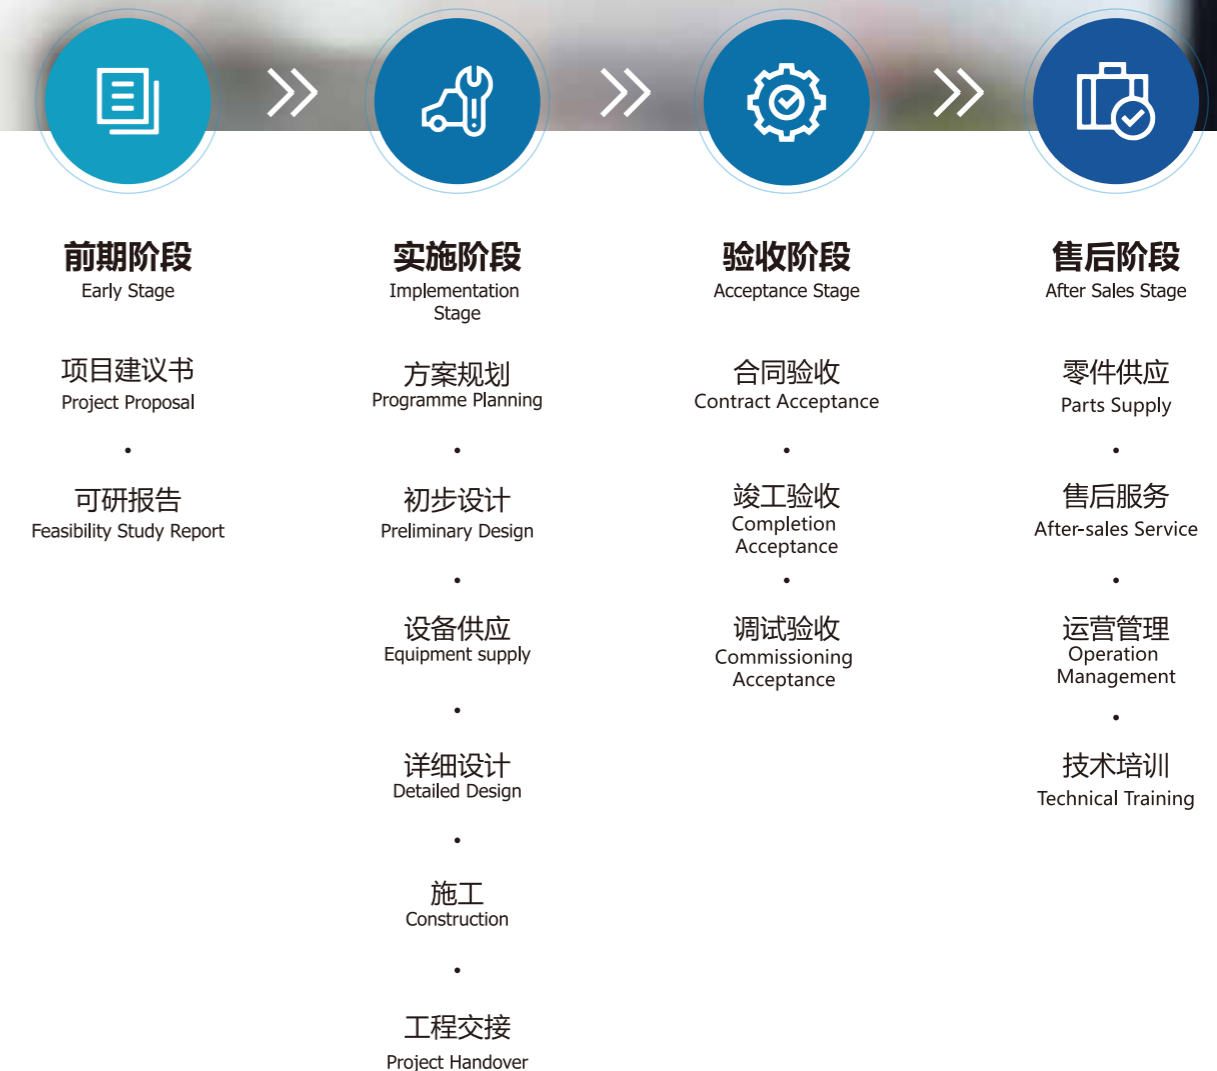 前期阶段
Early Stage
项目建议书
Project Proposal
·
可研报告
Feasibility Study Report
实施阶段
Implementation
Stage
方案规划
Programme Planning
·
初步设计
Preliminary Design
·
设备供应
Equipment supply
·
详细设计
Detailed Design
·
施工
Construction
·
工程交接
Project Handover
验收阶段
Acceptance Stage
合同验收
Contract Acceptance
·
竣工验收
Completion
Acceptance
·
调试验收
Commissioning
Acceptance
售后阶段
After Sales Stage
零件供应
Parts Supply
·
售后服务
After-sales Service
·
运营管理
Operation
Management
·
技术培训
Technical Training